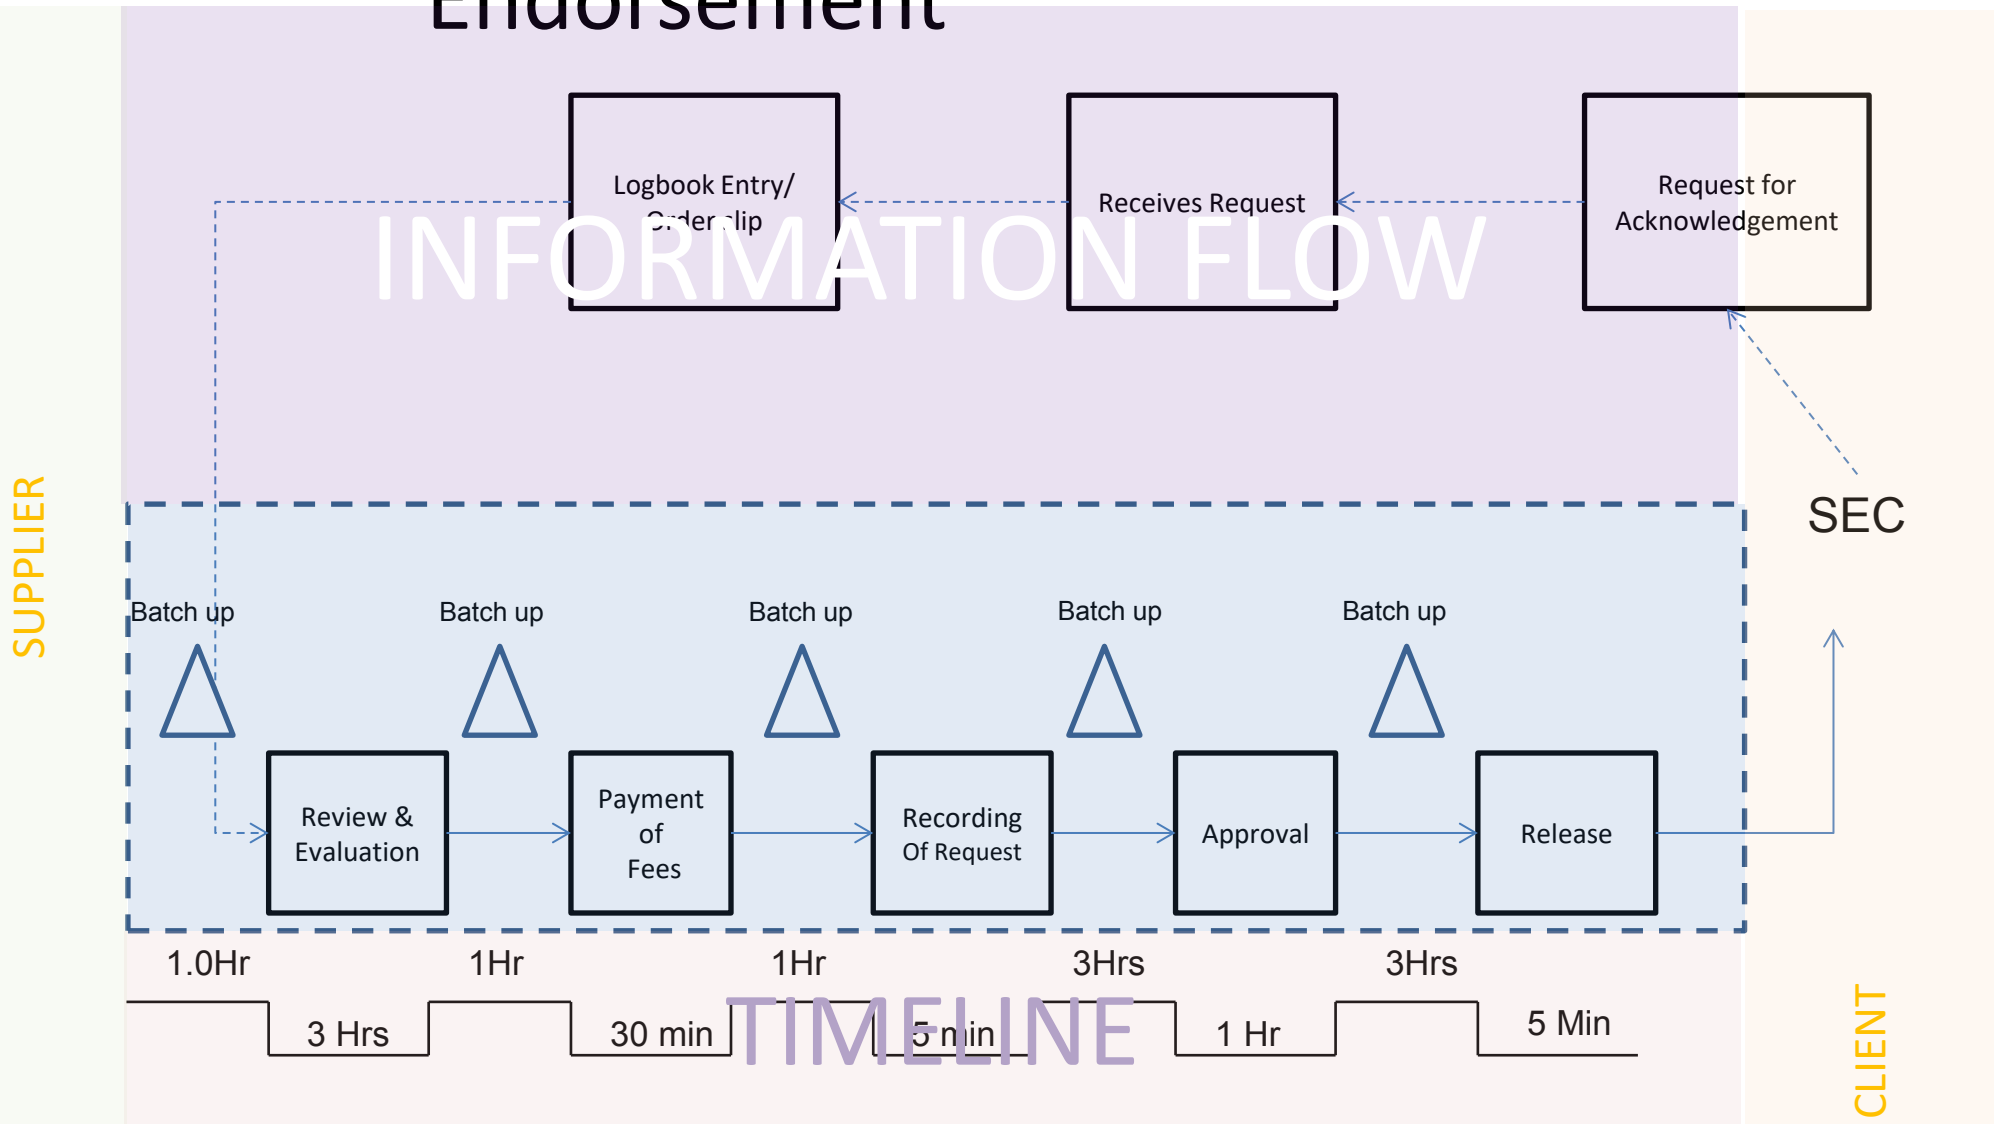 Endorsement
Logbook Entry/
Order slip
Receives Request
Request for
Acknowledgement
INFORMATION FLOW
SUPPLIER
SEC
Batch up
Batch up
Batch up
Batch up
Batch up
Review &
Evaluation
Payment
of
Fees
Recording
Of Request
Approval
Release
1.0Hr
1Hr
1Hr
3Hrs
3Hrs
3 Hrs
30 min
5 min
1 Hr
5 Min
TIMELINE
CLIENT